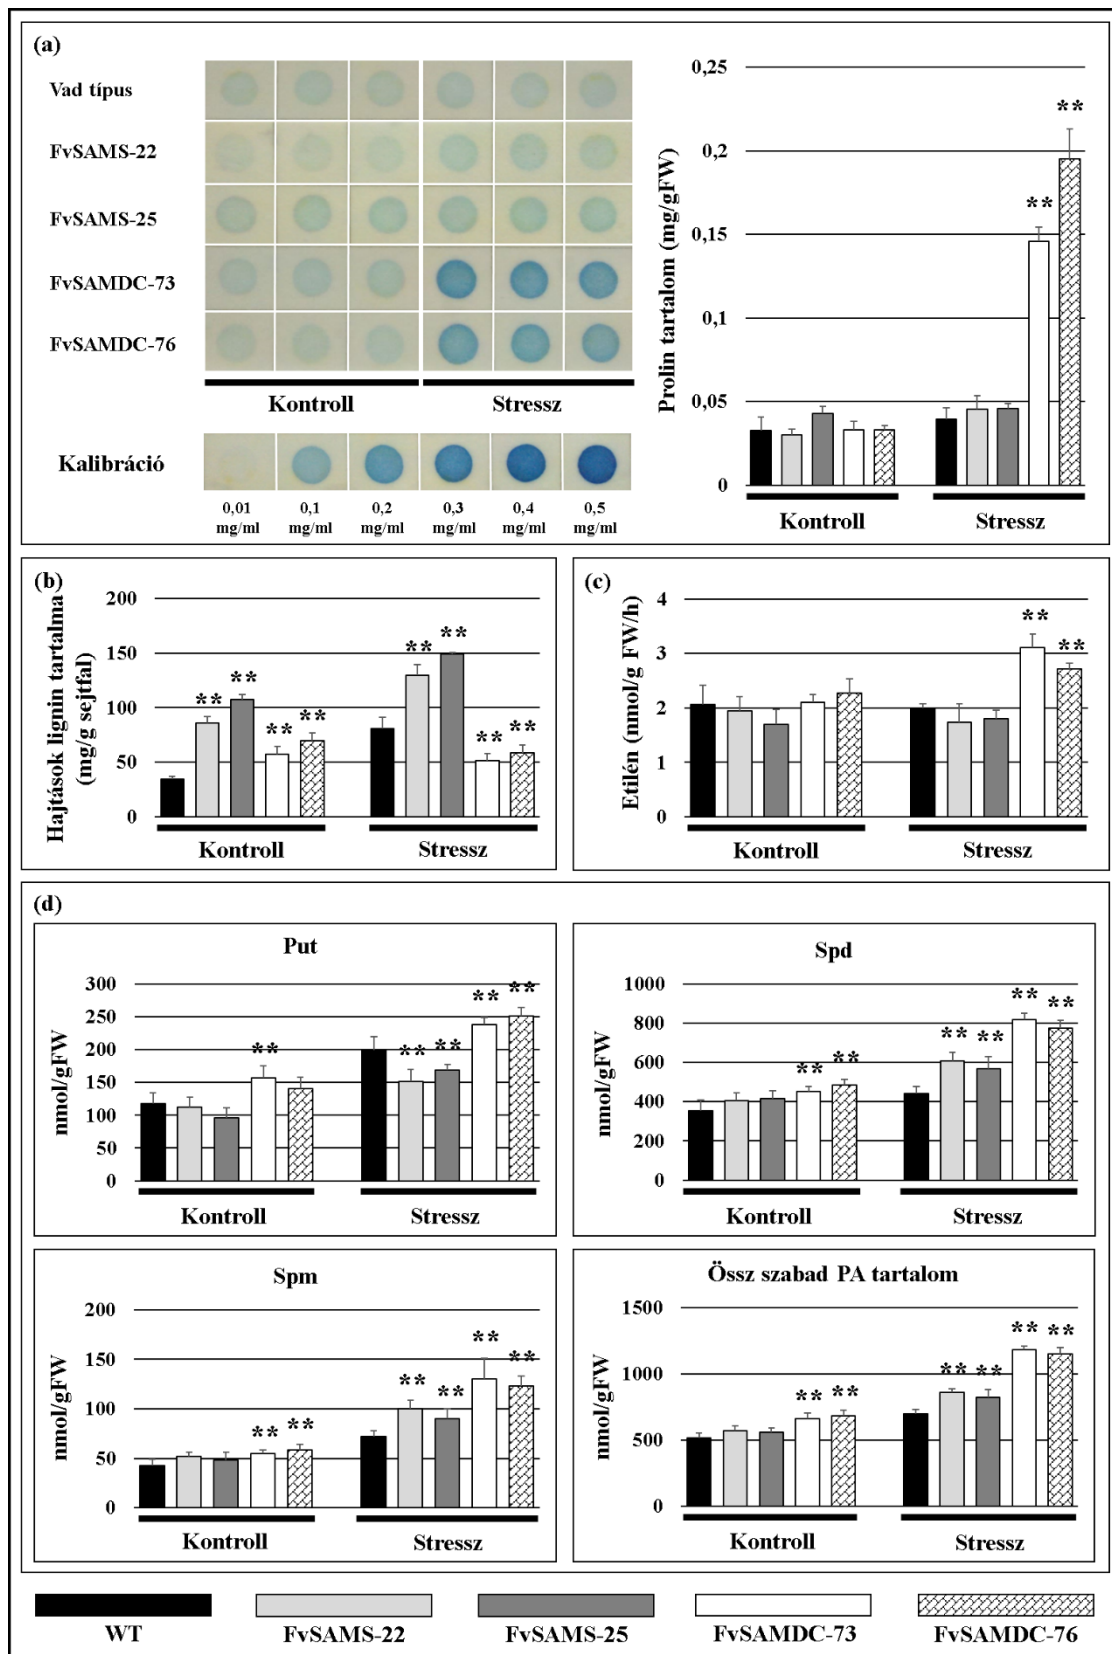 (a)
Vad típus
FvSAMS-22
FvSAMS-25
FvSAMDC-73
FvSAMDC-76
Kontroll
Stressz
Kalibráció
0,01 mg/ml
0,1 mg/ml
0,2 mg/ml
0,3 mg/ml
0,4 mg/ml
0,5 mg/ml
Prolin tartalom (mg/gFW)
0,25
0,2
0,15
0,1
0,05
0
**
**
Kontroll
Stressz
(b)
Hajtások lignin tartalma
(mg/g sejtfal)
200
150
100
50
0
**
**
**
**
**
**
**
**
Kontroll
Stressz
(c)
Etilén (nmol/g FW/h)
4
3
2
1
0
**
**
Kontroll
Stressz
(d)
Put
nmol/gFW
300
250
200
150
100
50
0
**
**
**
**
**
Kontroll
Stressz
Spd
nmol/gFW
1000
800
600
400
200
0
**
**
**
**
**
**
Kontroll
Stressz
Spm
nmol/gFW
200
150
100
50
0
**
**
**
**
**
**
Kontroll
Stressz
Össz szabad PA tartalom
nmol/gFW
1500
1000
500
0
**
**
**
**
**
**
Kontroll
Stressz
WT
FvSAMS-22
FvSAMS-25
FvSAMDC-73
FvSAMDC-76